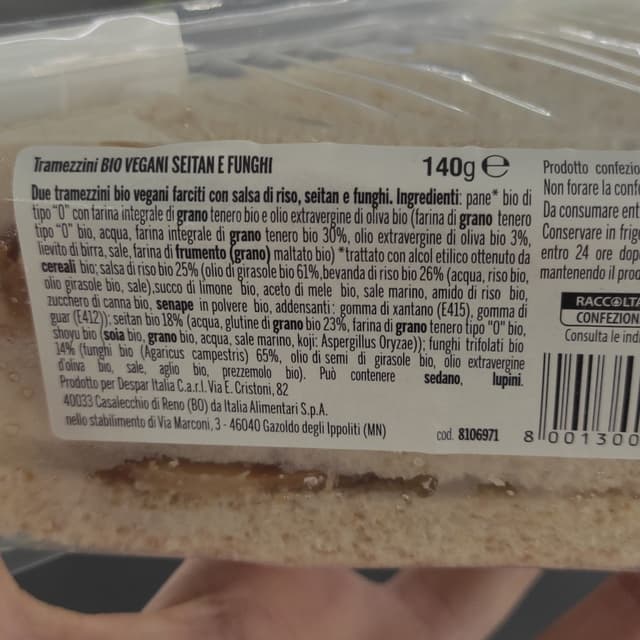 Tramezzini BIO VEGANI SEITAN E FUNGHI
140g ℮
Due tramezzini bio vegani farciti con salsa di riso, seitan e funghi. Ingredienti: pane* bio di
tipo "0" con farina integrale di grano tenero bio e olio extravergine di oliva bio (farina di grano tenero
tipo "0" bio, acqua, farina integrale di grano tenero bio 30%, olio extravergine di oliva bio 3%,
lievito di birra, sale, farina di frumento (grano) maltato bio) *trattato con alcol etilico ottenuto da
cereali bio; salsa di riso bio 25% (olio di girasole bio 61%, bevanda di riso bio 26% (acqua, riso bio,
olio girasole bio, sale), succo di limone bio, aceto di mele bio, sale marino, amido di riso bio,
zucchero di canna bio, senape in polvere bio, addensanti: gomma di xantano (E415), gomma di
guar (E412)); seitan bio 18% (acqua, glutine di grano bio 23%, farina di grano tenero tipo "0" bio,
shoyu bio (soia bio, grano bio, acqua, sale marino, koji: Aspergillus Oryzae)); funghi trifolati bio
14% (funghi bio (Agaricus campestris) 65%, olio di semi di girasole bio, olio extravergine
d'oliva bio, sale, aglio bio, prezzemolo bio). Può contenere sedano, lupini.
Prodotto per Despar Italia C.a.r.l. Via E. Cristoni, 82
40033 Casalecchio di Reno (BO) da Italia Alimentari S.p.A.
nello stabilimento di Via Marconi, 3 - 46040 Gazoldo degli Ippoliti (MN)
cod. 8106971
Prodotto confezio
Non forare la confe
Da consumare ent
Conservare in frig
entro 24 ore dop
mantenendo il prod
RACCOLTA
CONFEZION
Consulta le indi
8 001300